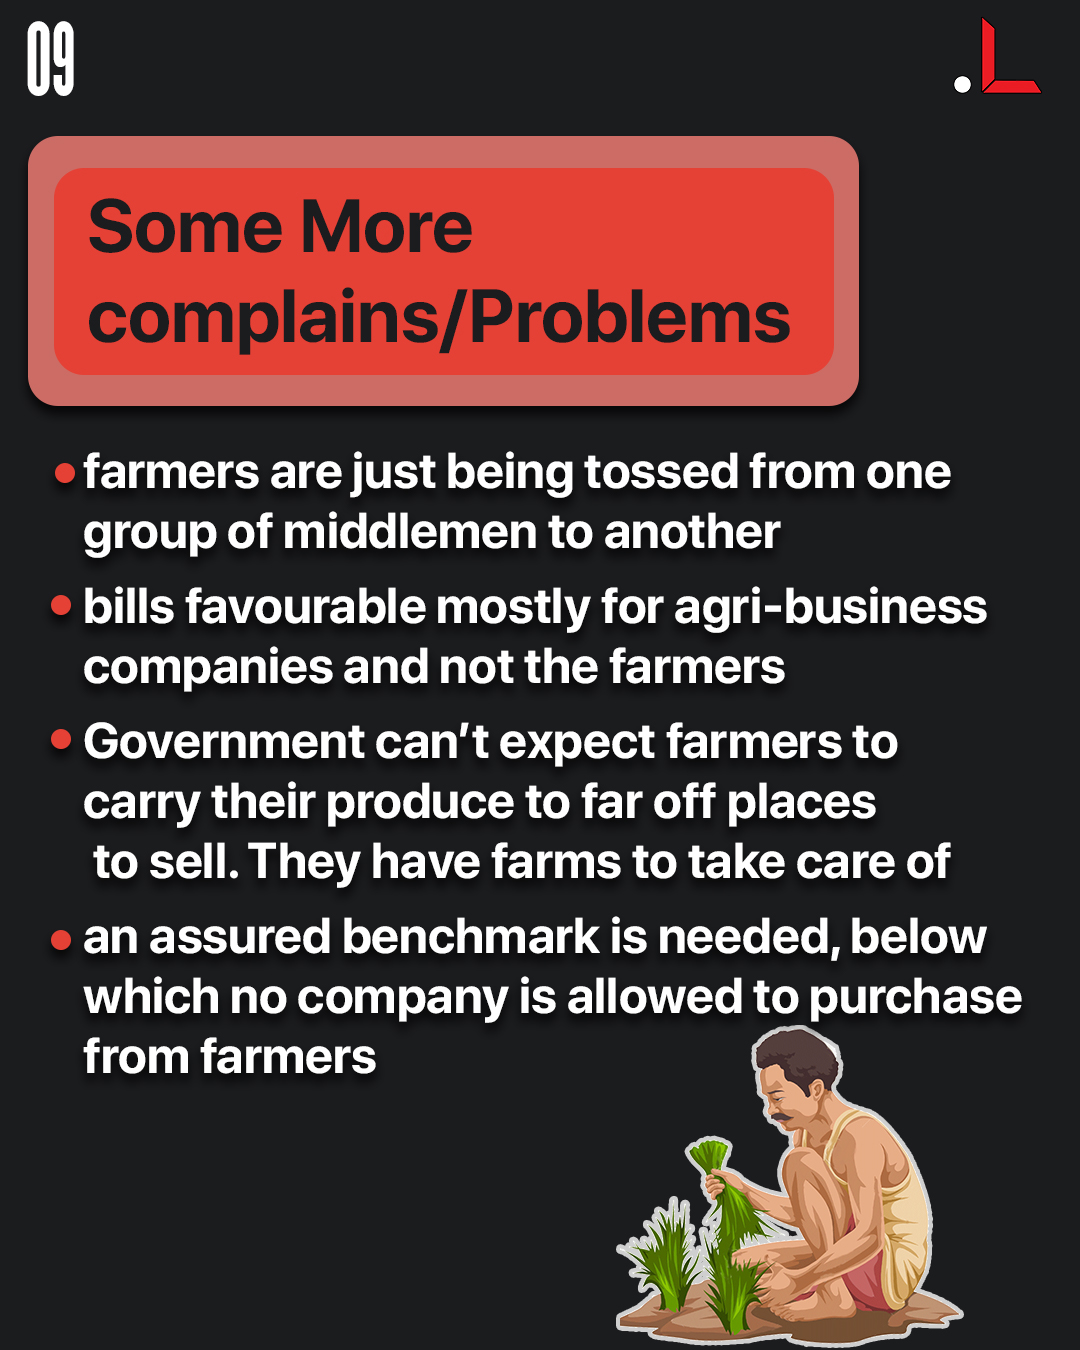 09
Some More
complains/Problems
farmers are just being tossed from one
group of middlemen to another
bills favourable mostly for agri-business
companies and not the farmers
Government can't expect farmers to
carry their produce to far off places
to sell. They have farms to take care of
an assured benchmark is needed, below
which no company is allowed to purchase
from farmers